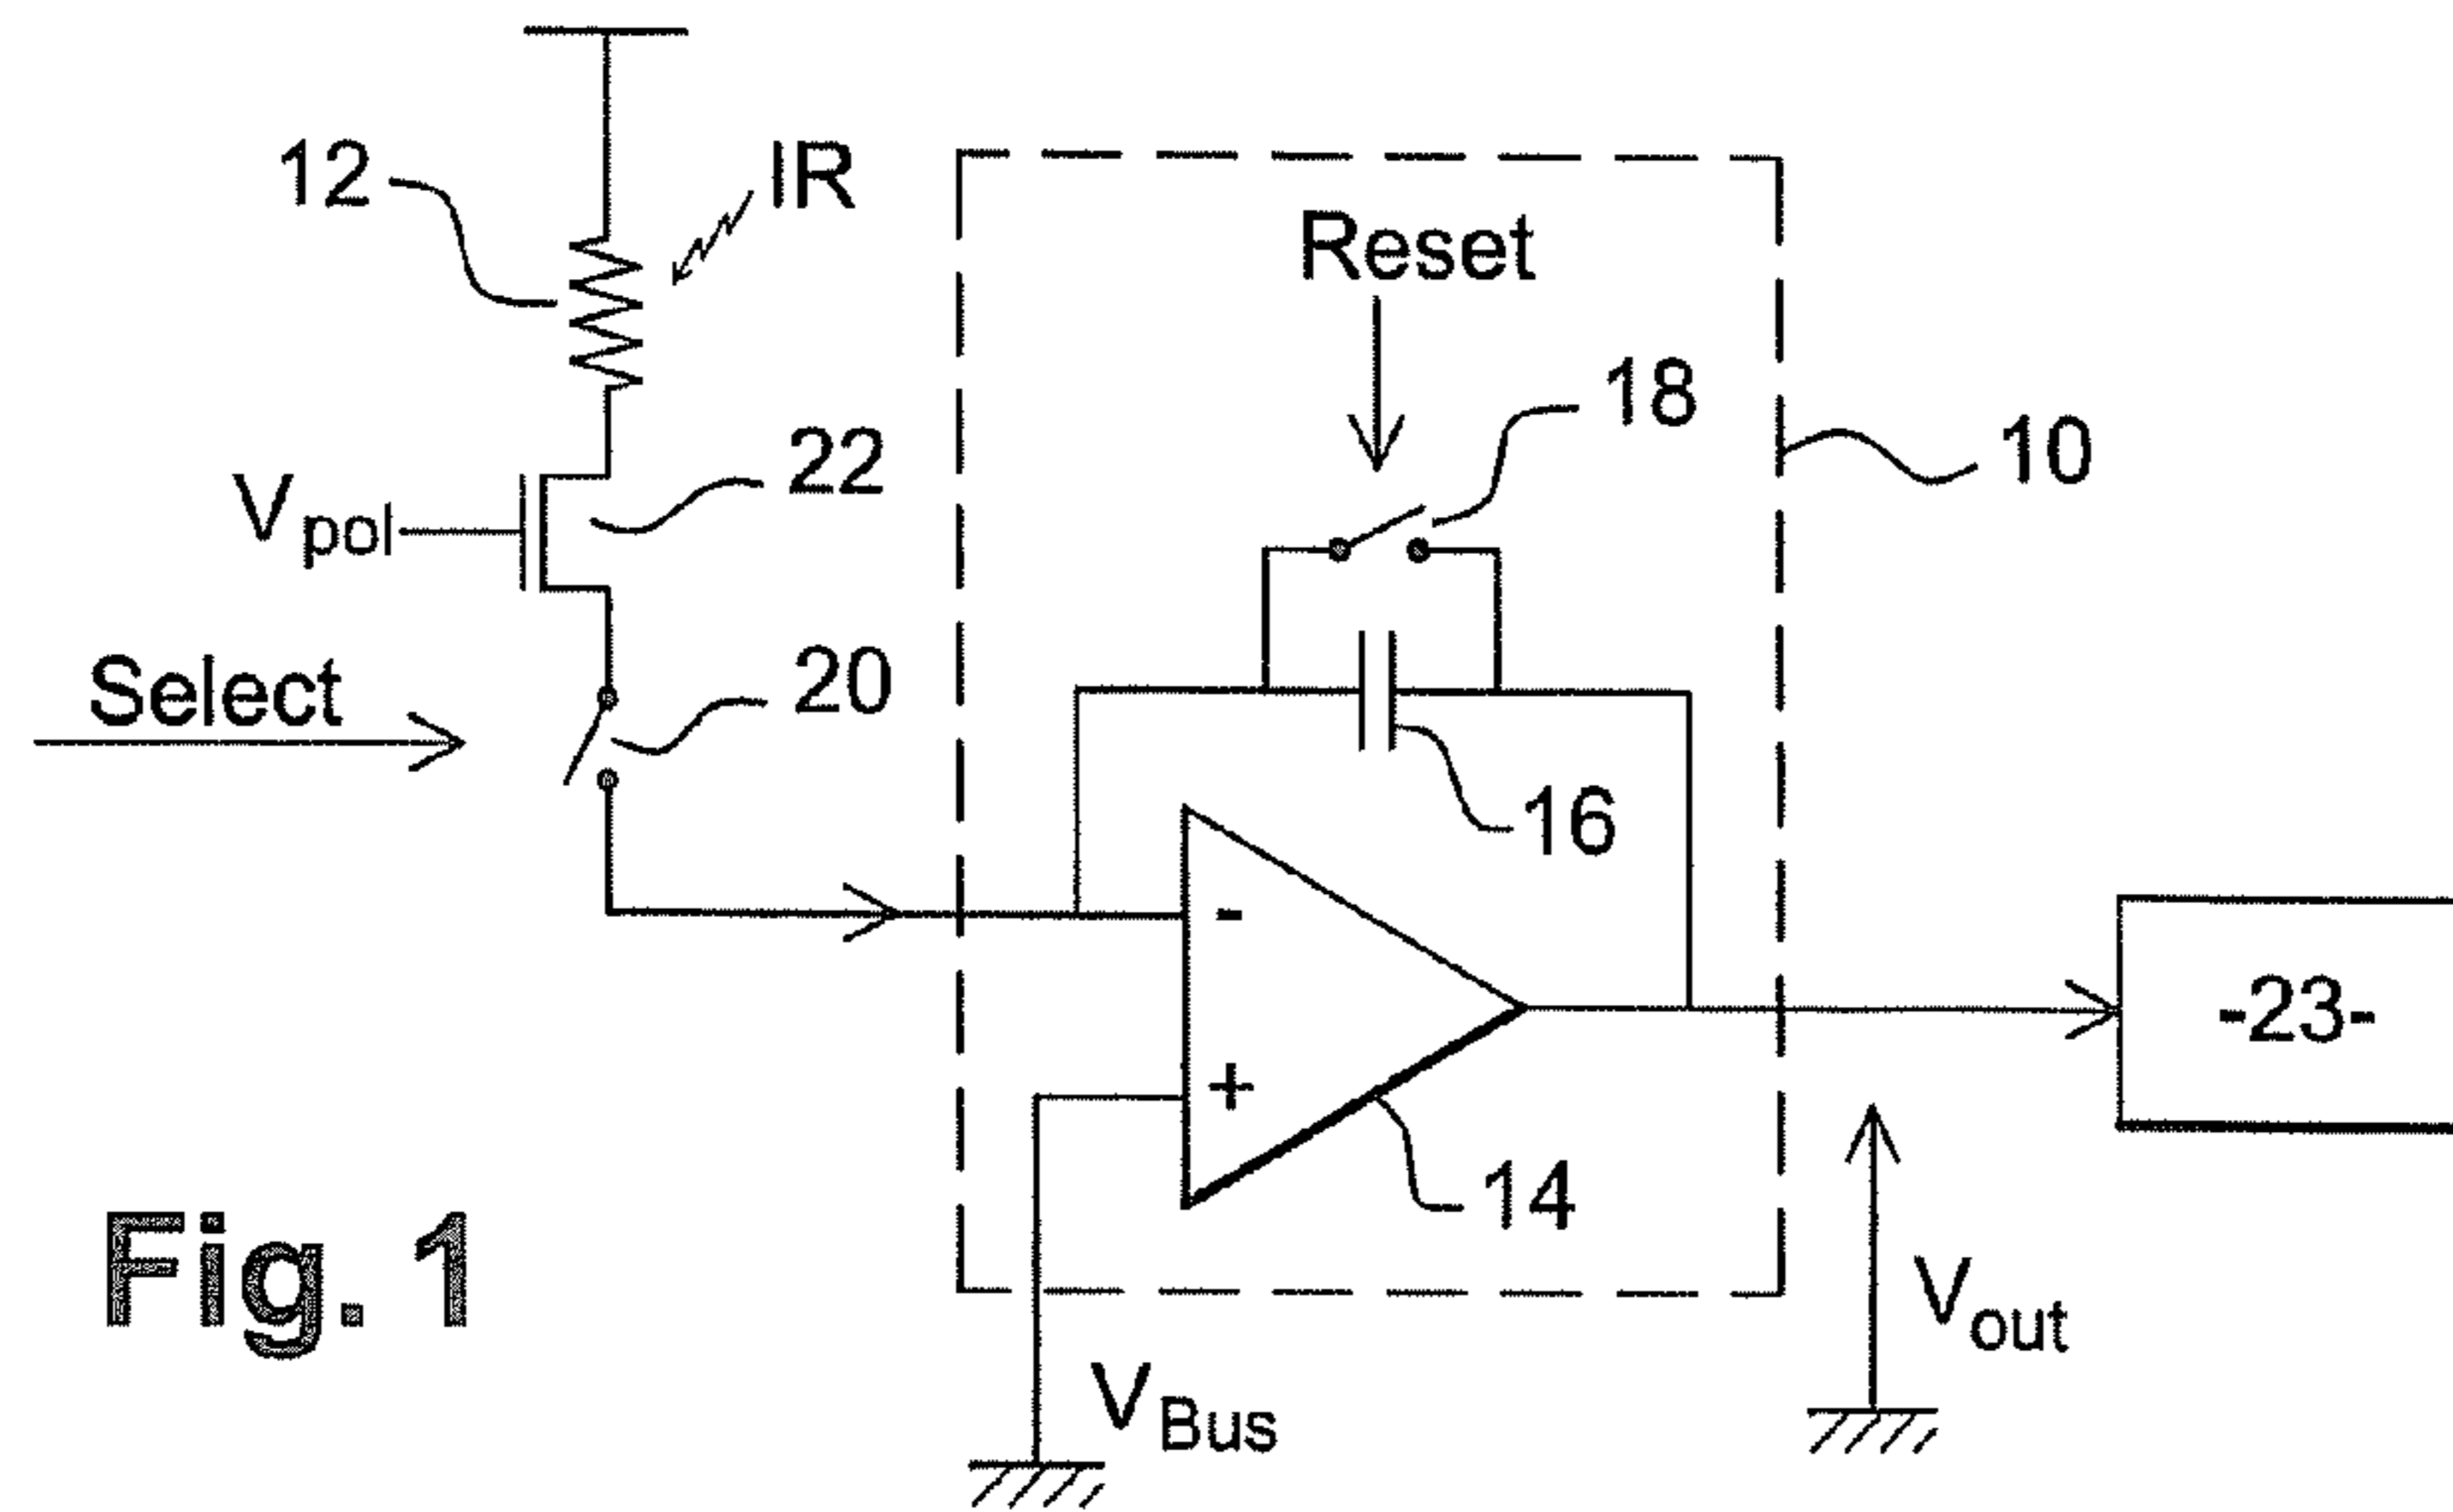 12
IR
Reset
18
10
22
Vpol
Select
20
16
-
-23-
+
14
Fig. 1
Vout
VBus